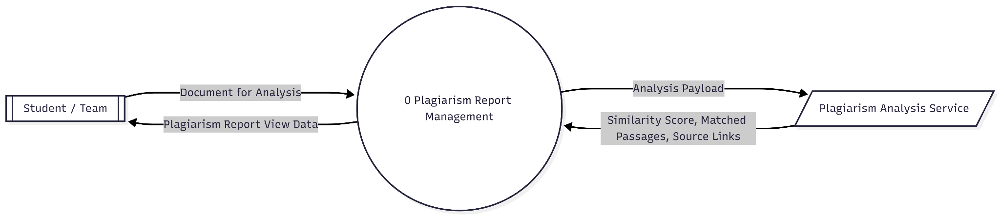 Student / Team
Document for Analysis
Plagiarism Report View Data
0 Plagiarism Report
Management
Analysis Payload
Similarity Score, Matched
Passages, Source Links
Plagiarism Analysis Service